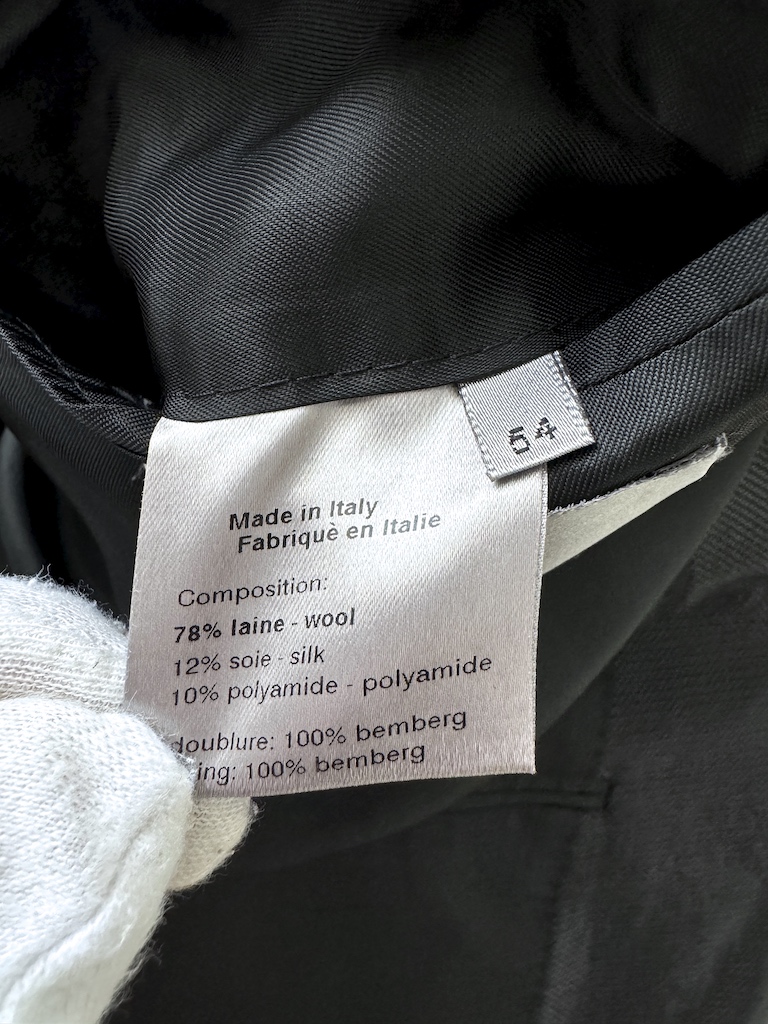 54
Made in Italy
Fabriquè en Italie
Composition:
78% laine - wool
12% soie - silk
10% polyamide - polyamide
doublure: 100% bemberg
ing: 100% bemberg